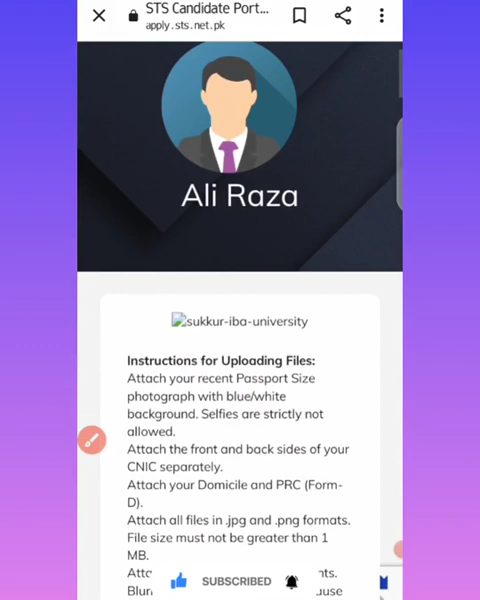 STS Candidate Port...
apply.sts.net.pk
Ali Raza
sukkur-iba-university
Instructions for Uploading Files:
Attach your recent Passport Size
photograph with blue/white
background. Selfies are strictly not
allowed.
Attach the front and back sides of your
CNIC separately.
Attach your Domicile and PRC (Form-
D).
Attach all files in .jpg and .png formats.
File size must not be greater than 1
MB.
SUBSCRIBED